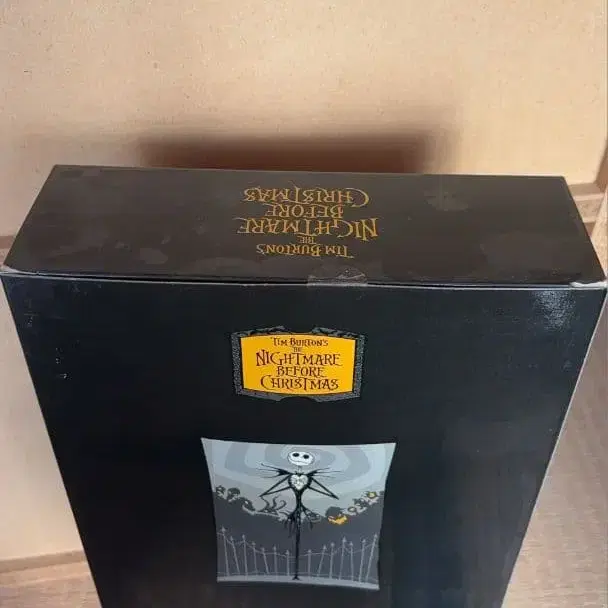 TIM BURTON'S
THE
NIGHTMARE
BEFORE
CHRISTMAS
TIM BURTON'S
THE
NIGHTMARE
BEFORE
CHRISTMAS